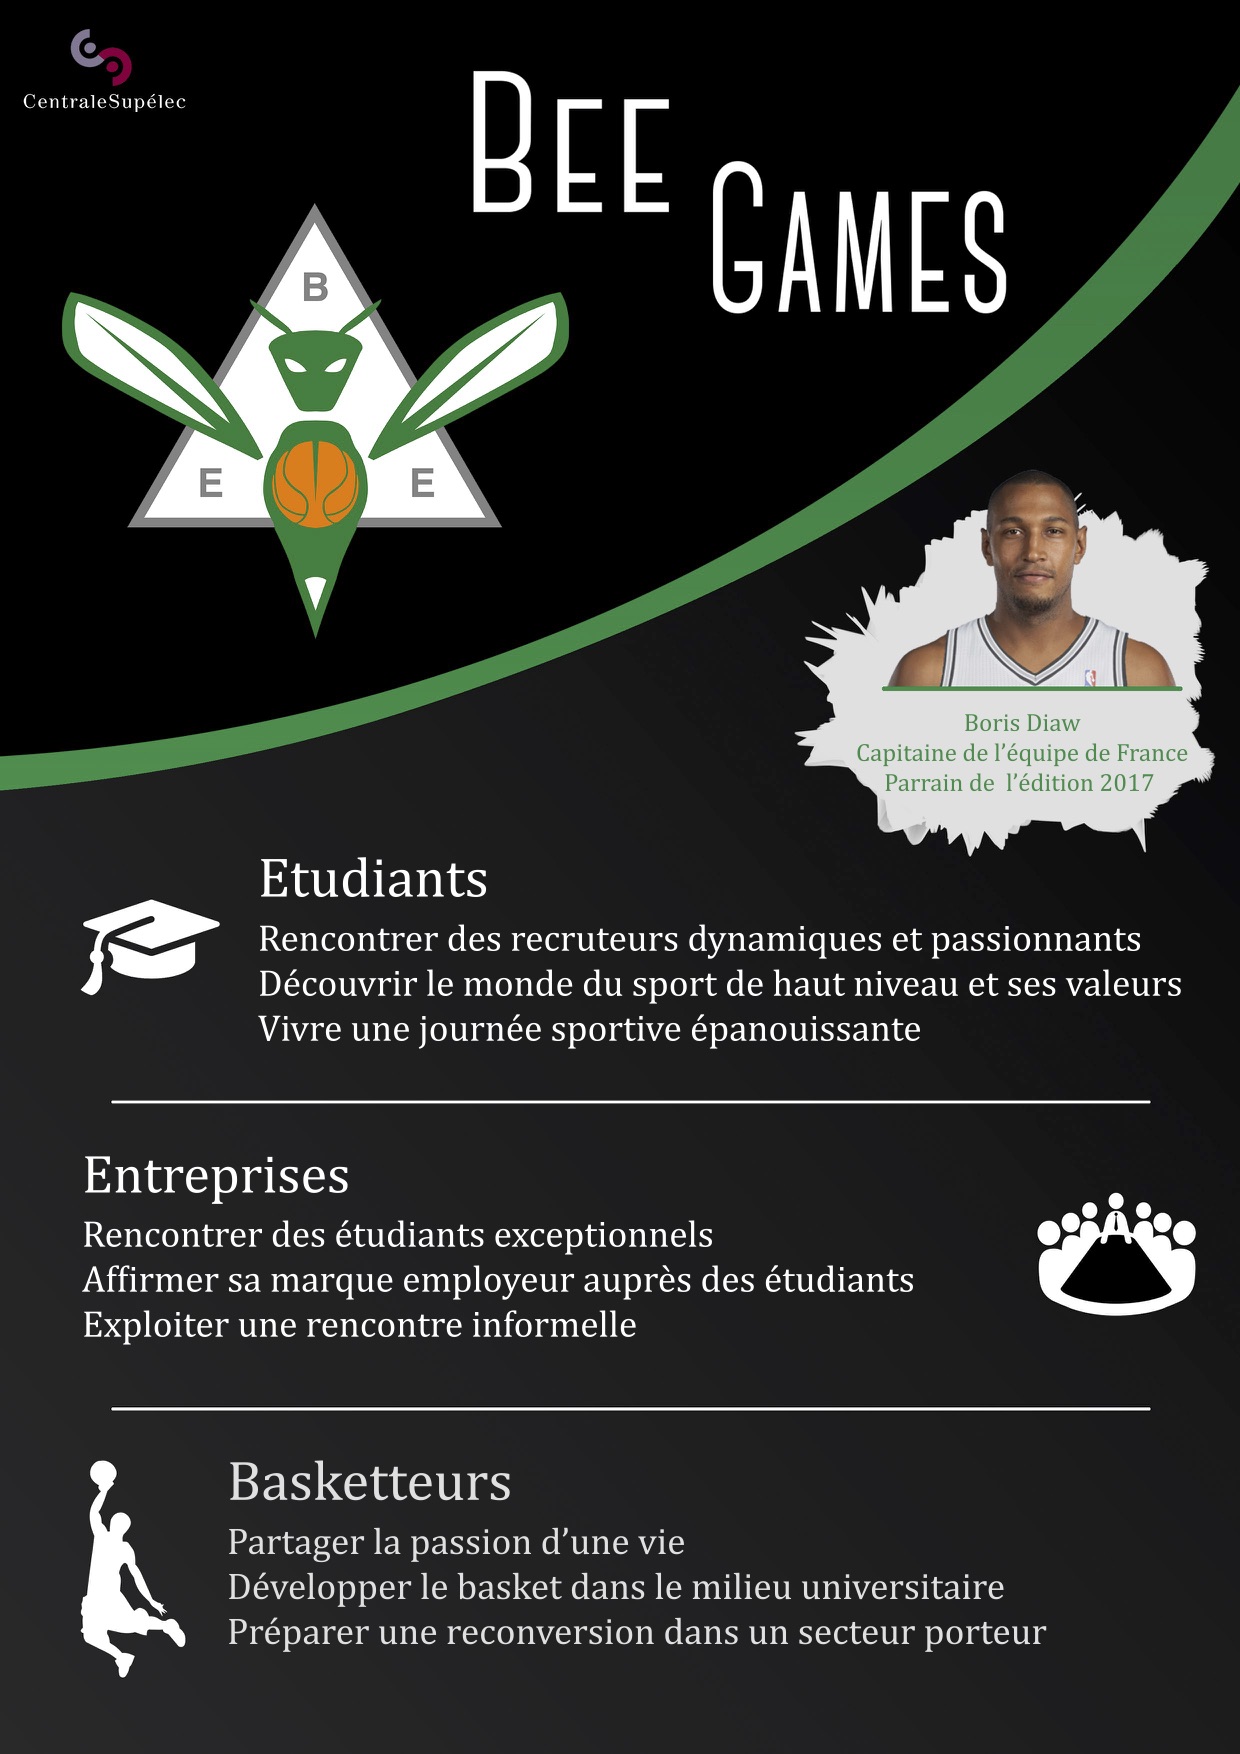 CentraleSupélec
BEE
GAMES
B
E E
Boris Diaw
Capitaine de l’équipe de France
Parrain de l’édition 2017
Etudiants
Rencontrer des recruteurs dynamiques et passionnants
Découvrir le monde du sport de haut niveau et ses valeurs
Vivre une journée sportive épanouissante
Entreprises
Rencontrer des étudiants exceptionnels
Affirmer sa marque employeur auprès des étudiants
Exploiter une rencontre informelle
Basketteurs
Partager la passion d’une vie
Développer le basket dans le milieu universitaire
Préparer une reconversion dans un secteur porteur